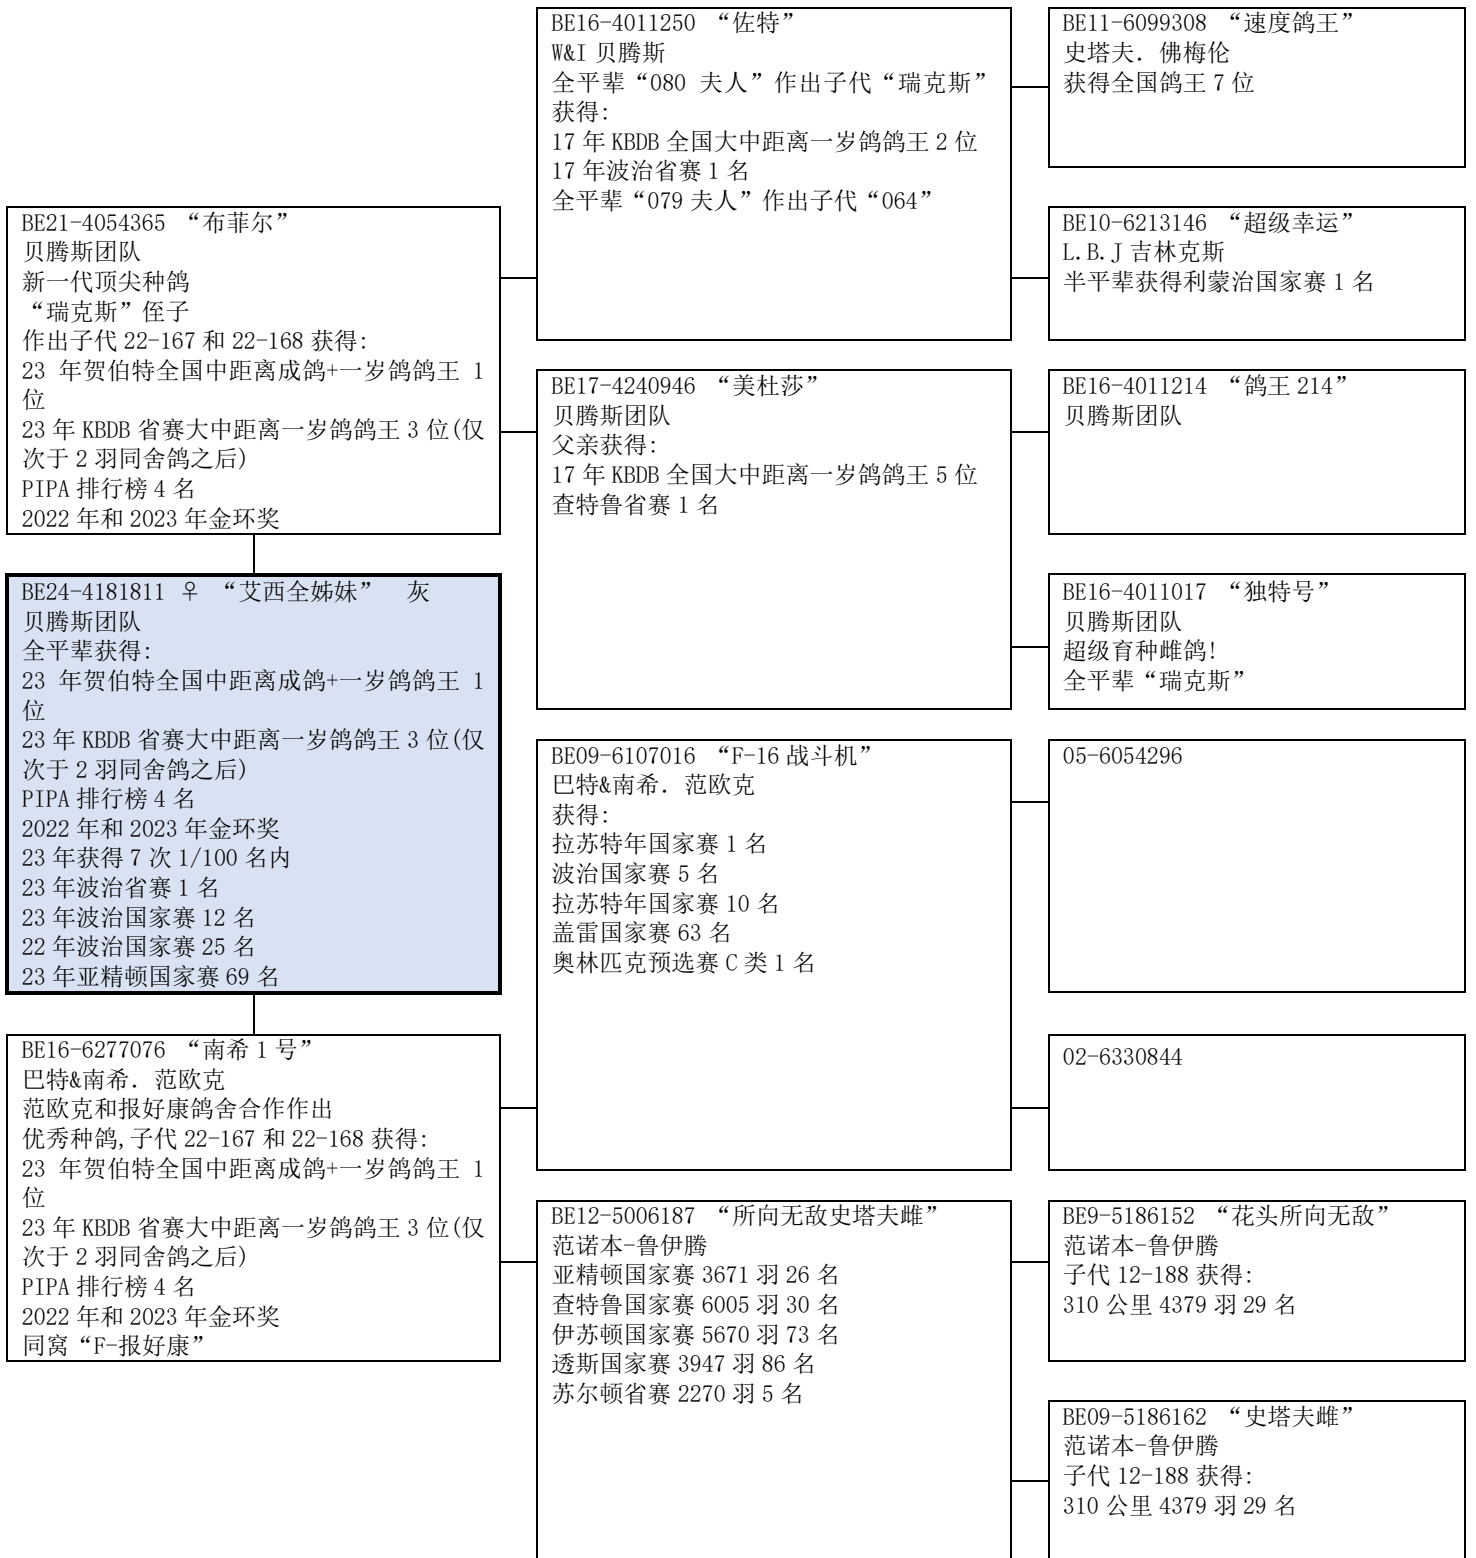 BE16-4011250 “佐特”
W&I 贝腾斯
全平辈“080 夫人”作出子代“瑞克斯”
获得:
17 年 KBDB 全国大中距离一岁鸽鸽王 2 位
17 年波治省赛 1 名
全平辈“079 夫人”作出子代“064”
BE11-6099308 “速度鸽王”
史塔夫. 佛梅伦
获得全国鸽王 7 位
BE21-4054365 “布菲尔”
贝腾斯团队
新一代顶尖种鸽
“瑞克斯”侄子
作出子代 22-167 和 22-168 获得:
23 年贺伯特全国中距离成鸽+一岁鸽鸽王 1
位
23 年 KBDB 省赛大中距离一岁鸽鸽王 3 位(仅
次于 2 羽同舍鸽之后)
PIPA 排行榜 4 名
2022 年和 2023 年金环奖
BE10-6213146 “超级幸运”
L.B.J 吉林克斯
半平辈获得利蒙治国家赛 1 名
BE17-4240946 “美杜莎”
贝腾斯团队
父亲获得:
17 年 KBDB 全国大中距离一岁鸽鸽王 5 位
查特鲁省赛 1 名
BE16-4011214 “鸽王 214”
贝腾斯团队
BE24-4181811 ♀ “艾西全姊妹” 灰
贝腾斯团队
全平辈获得:
23 年贺伯特全国中距离成鸽+一岁鸽鸽王 1
位
23 年 KBDB 省赛大中距离一岁鸽鸽王 3 位(仅
次于 2 羽同舍鸽之后)
PIPA 排行榜 4 名
2022 年和 2023 年金环奖
23 年获得 7 次 1/100 名内
23 年波治省赛 1 名
23 年波治国家赛 12 名
22 年波治国家赛 25 名
23 年亚精顿国家赛 69 名
BE16-4011017 “独特号”
贝腾斯团队
超级育种雌鸽!
全平辈“瑞克斯”
BE09-6107016 “F-16 战斗机”
巴特&南希. 范欧克
获得:
拉苏特年国家赛 1 名
波治国家赛 5 名
拉苏特年国家赛 10 名
盖雷国家赛 63 名
奥林匹克预选赛 C 类 1 名
05-6054296
BE16-6277076 “南希 1 号”
巴特&南希. 范欧克
范欧克和报好康鸽舍合作作出
优秀种鸽,子代 22-167 和 22-168 获得:
23 年贺伯特全国中距离成鸽+一岁鸽鸽王 1
位
23 年 KBDB 省赛大中距离一岁鸽鸽王 3 位(仅
次于 2 羽同舍鸽之后)
PIPA 排行榜 4 名
2022 年和 2023 年金环奖
同窝“F-报好康”
02-6330844
BE12-5006187 “所向无敌史塔夫雌”
范诺本-鲁伊腾
亚精顿国家赛 3671 羽 26 名
查特鲁国家赛 6005 羽 30 名
伊苏顿国家赛 5670 羽 73 名
透斯国家赛 3947 羽 86 名
苏尔顿省赛 2270 羽 5 名
BE9-5186152 “花头所向无敌”
范诺本-鲁伊腾
子代 12-188 获得:
310 公里 4379 羽 29 名
BE09-5186162 “史塔夫雌”
范诺本-鲁伊腾
子代 12-188 获得:
310 公里 4379 羽 29 名